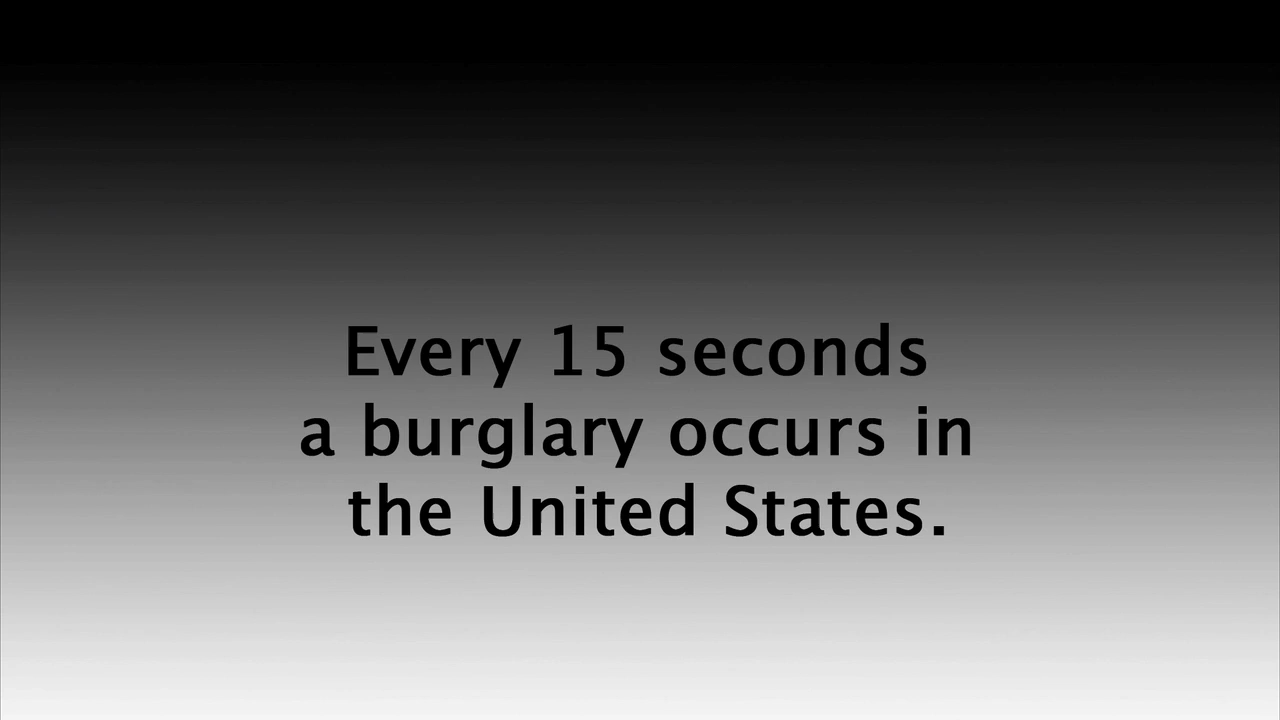 Every 15 seconds
a burglary occurs in
the United States.